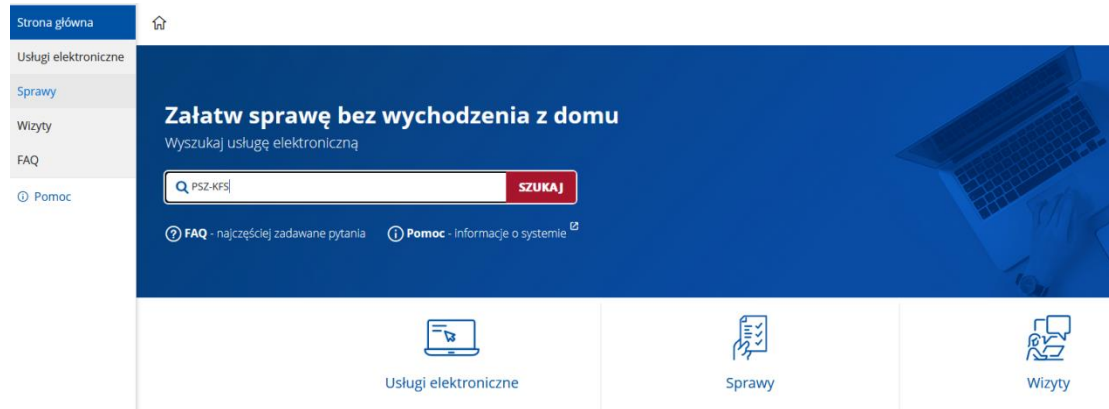 Strona główna
Usługi elektroniczne
Sprawy
Wizyty
FAQ
Pomoc
Załatw sprawę bez wychodzenia z domu
Wyszukaj usługę elektroniczną
PSZ-KFS
SZUKAJ
FAQ - najczęściej zadawane pytania
Pomoc - Informacje o systemie
Usługi elektroniczne
Sprawy
Wizyty